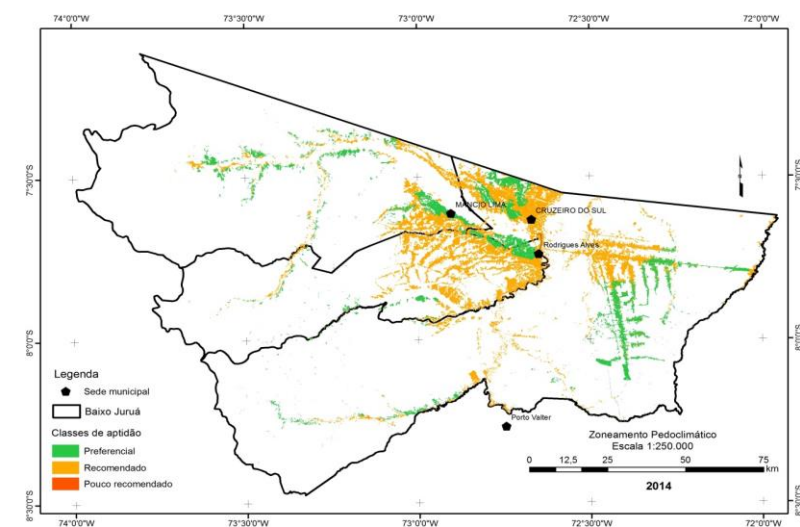 74°0'0"W 73°30'0"W 73°0'0"W 72°30'0"W 72°0'0"W
7°30'0"S
7°30'0"S
MÂNCIO LIMA
CRUZEIRO DO SUL
Rodrigues Alves
8°0'0"S
8°0'0"S
Legenda
Sede municipal
Baixo Juruá
Classes de aptidão
Preferencial
Recomendado
Pouco recomendado
Porto Valter
Zoneamento Pedoclimático
Escala 1:250.000
0 12,5 25 50 75
km
2014
8°30'0"S
8°30'0"S
74°0'0"W 73°30'0"W 73°0'0"W 72°30'0"W 72°0'0"W